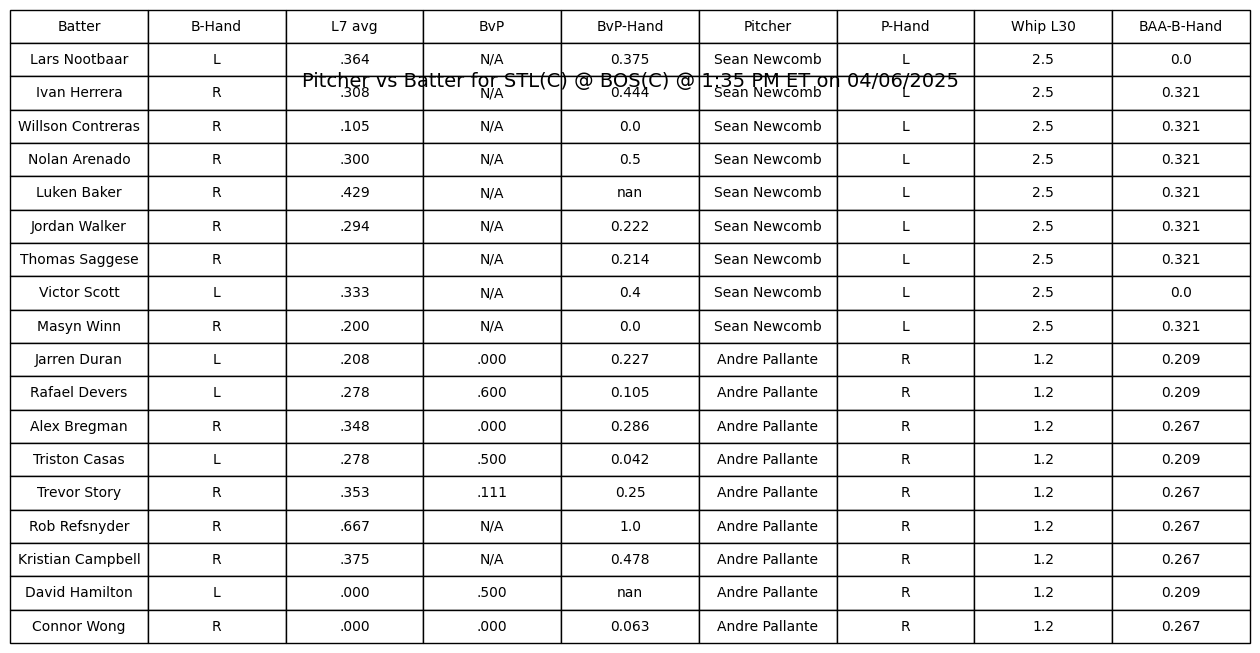 Batter B-Hand L7 avg BvP BvP-Hand Pitcher P-Hand Whip L30 BAA-B-Hand
Lars Nootbaar L .364 N/A 0.375 Sean Newcomb L 2.5 0.0
Pitcher vs Batter for STL(C) @ BOS(C) @ 1:35 PM ET on 04/06/2025
Ivan Herrera R .308 N/A 0.444 Sean Newcomb L 2.5 0.321
Willson Contreras R .105 N/A 0.0 Sean Newcomb L 2.5 0.321
Nolan Arenado R .300 N/A 0.5 Sean Newcomb L 2.5 0.321
Luken Baker R .429 N/A nan Sean Newcomb L 2.5 0.321
Jordan Walker R .294 N/A 0.222 Sean Newcomb L 2.5 0.321
Thomas Saggese R N/A 0.214 Sean Newcomb L 2.5 0.321
Victor Scott L .333 N/A 0.4 Sean Newcomb L 2.5 0.0
Masyn Winn R .200 N/A 0.0 Sean Newcomb L 2.5 0.321
Jarren Duran L .208 .000 0.227 Andre Pallante R 1.2 0.209
Rafael Devers L .278 .600 0.105 Andre Pallante R 1.2 0.209
Alex Bregman R .348 .000 0.286 Andre Pallante R 1.2 0.267
Triston Casas L .278 .500 0.042 Andre Pallante R 1.2 0.209
Trevor Story R .353 .111 0.25 Andre Pallante R 1.2 0.267
Rob Refsnyder R .667 N/A 1.0 Andre Pallante R 1.2 0.267
Kristian Campbell R .375 N/A 0.478 Andre Pallante R 1.2 0.267
David Hamilton L .000 .500 nan Andre Pallante R 1.2 0.209
Connor Wong R .000 .000 0.063 Andre Pallante R 1.2 0.267